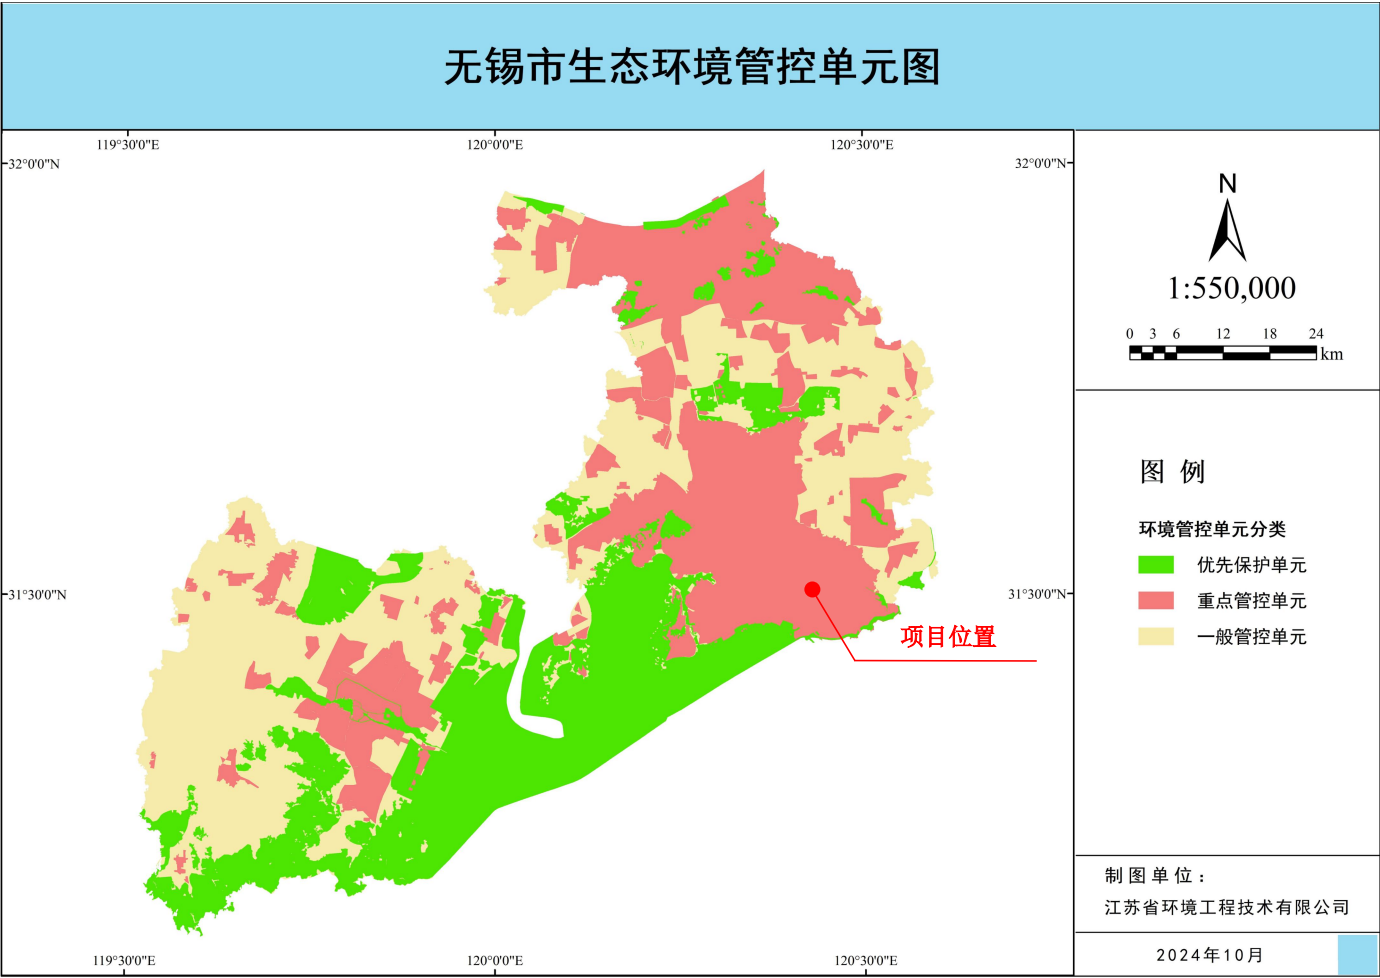 无锡市生态环境管控单元图
119°30'0"E
120°0'0"E
120°30'0"E
32°0'0"N
32°0'0"N
N
1:550,000
0 3 6 12 18 24
km
图 例
环境管控单元分类
优先保护单元
重点管控单元
一般管控单元
31°30'0"N
31°30'0"N
项目位置
制图单位：
江苏省环境工程技术有限公司
2024年10月
119°30'0"E
120°0'0"E
120°30'0"E